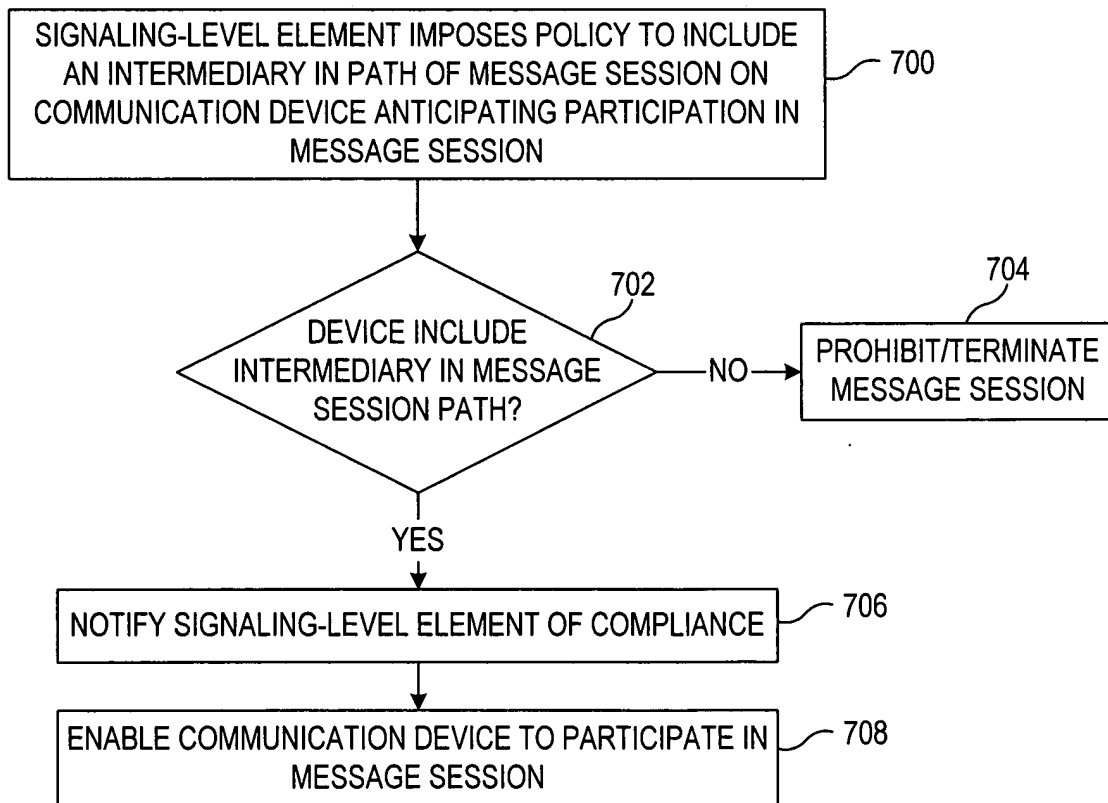 SIGNALING-LEVEL ELEMENT IMPOSES POLICY TO INCLUDE
AN INTERMEDIARY IN PATH OF MESSAGE SESSION ON
COMMUNICATION DEVICE ANTICIPATING PARTICIPATION IN
MESSAGE SESSION
700
702
DEVICE INCLUDE
INTERMEDIARY IN MESSAGE
SESSION PATH?
NO
704
PROHIBIT/TERMINATE
MESSAGE SESSION
YES
NOTIFY SIGNALING-LEVEL ELEMENT OF COMPLIANCE
706
ENABLE COMMUNICATION DEVICE TO PARTICIPATE IN
MESSAGE SESSION
708